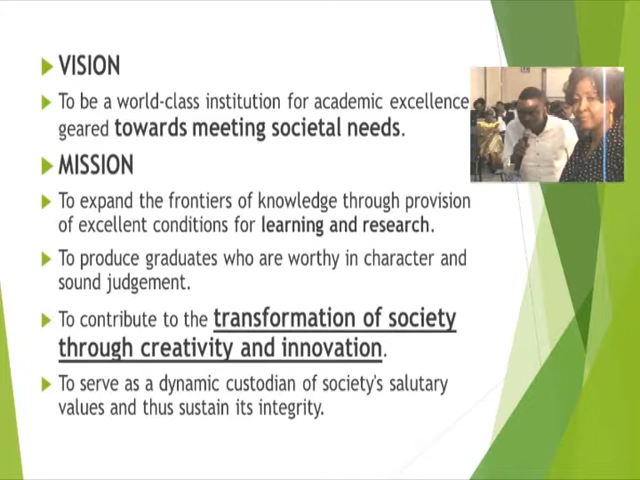 VISION
To be a world-class institution for academic excellence
geared towards meeting societal needs.
MISSION
To expand the frontiers of knowledge through provision
of excellent conditions for learning and research.
To produce graduates who are worthy in character and
sound judgement.
To contribute to the transformation of society
through creativity and innovation.
To serve as a dynamic custodian of society's salutary
values and thus sustain its integrity.